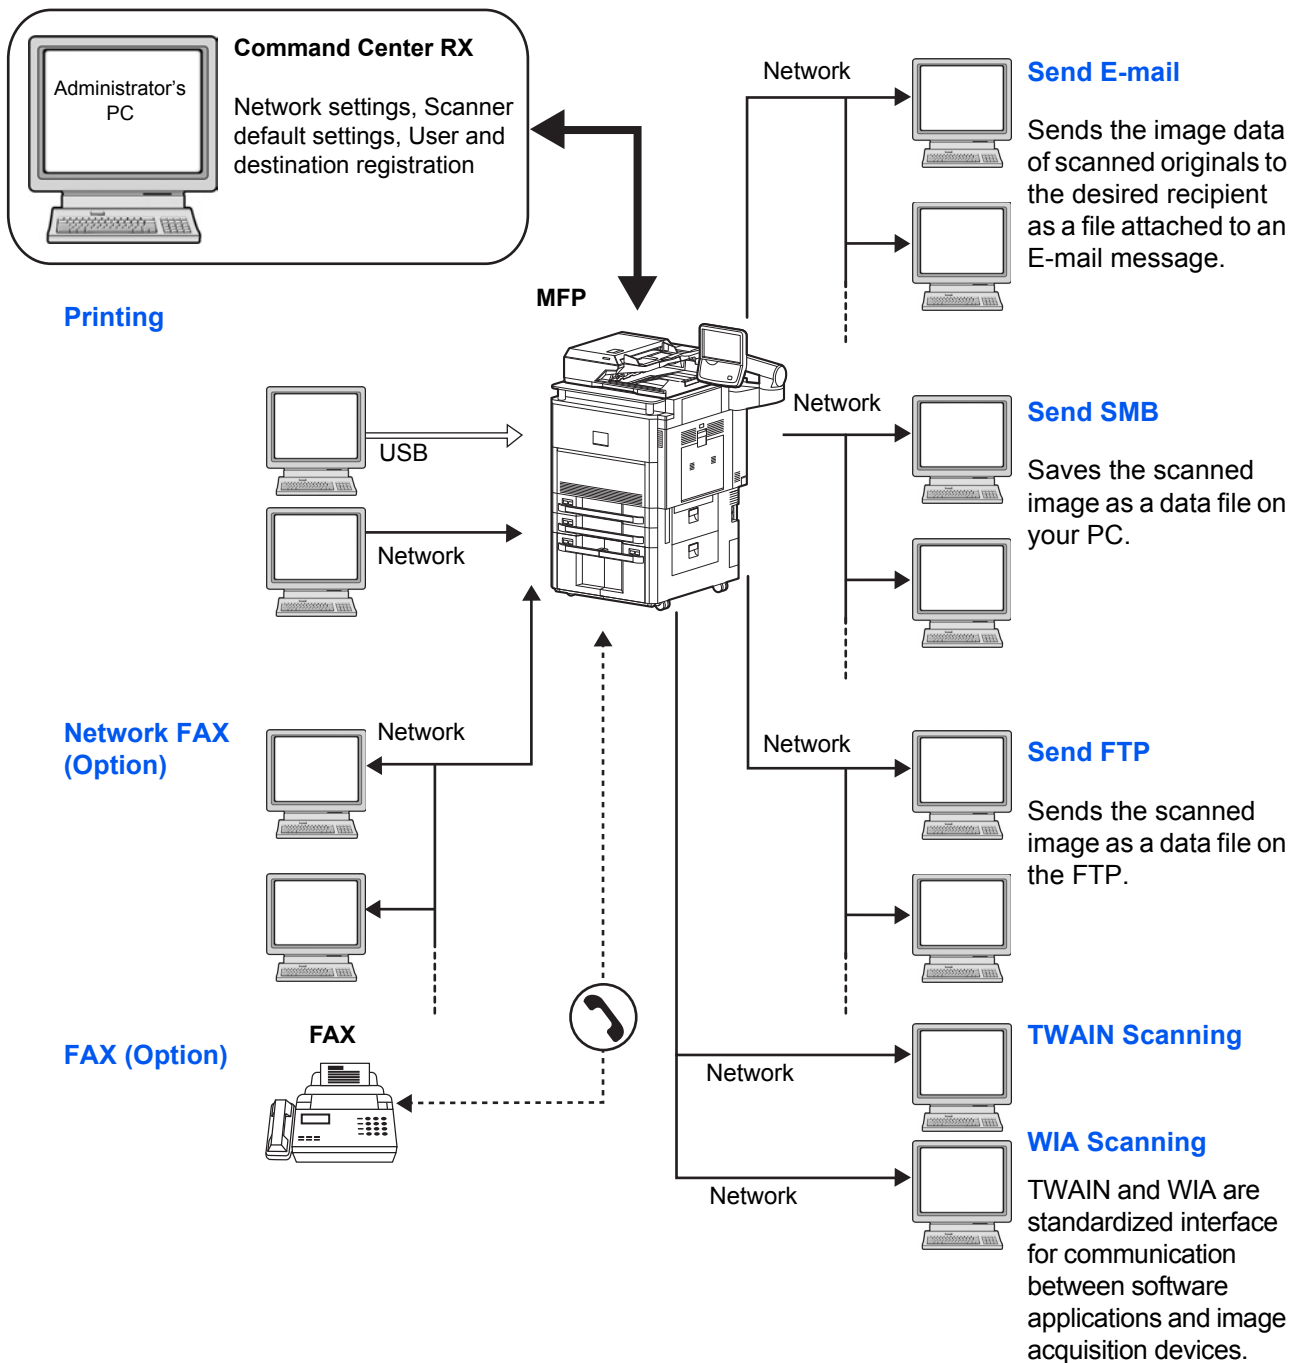 Command Center RX
Administrator's
PC
Network settings, Scanner
default settings, User and
destination registration
Network
Send E-mail
Sends the image data
of scanned originals to
the desired recipient
as a file attached to an
E-mail message.
Printing
MFP
USB
Network
Network
Send SMB
Saves the scanned
image as a data file on
your PC.
Network FAX
(Option)
Network
Network
Send FTP
Sends the scanned
image as a data file on
the FTP.
FAX (Option)
FAX
Network
TWAIN Scanning
Network
WIA Scanning
TWAIN and WIA are
standardized interface
for communication
between software
applications and image
acquisition devices.